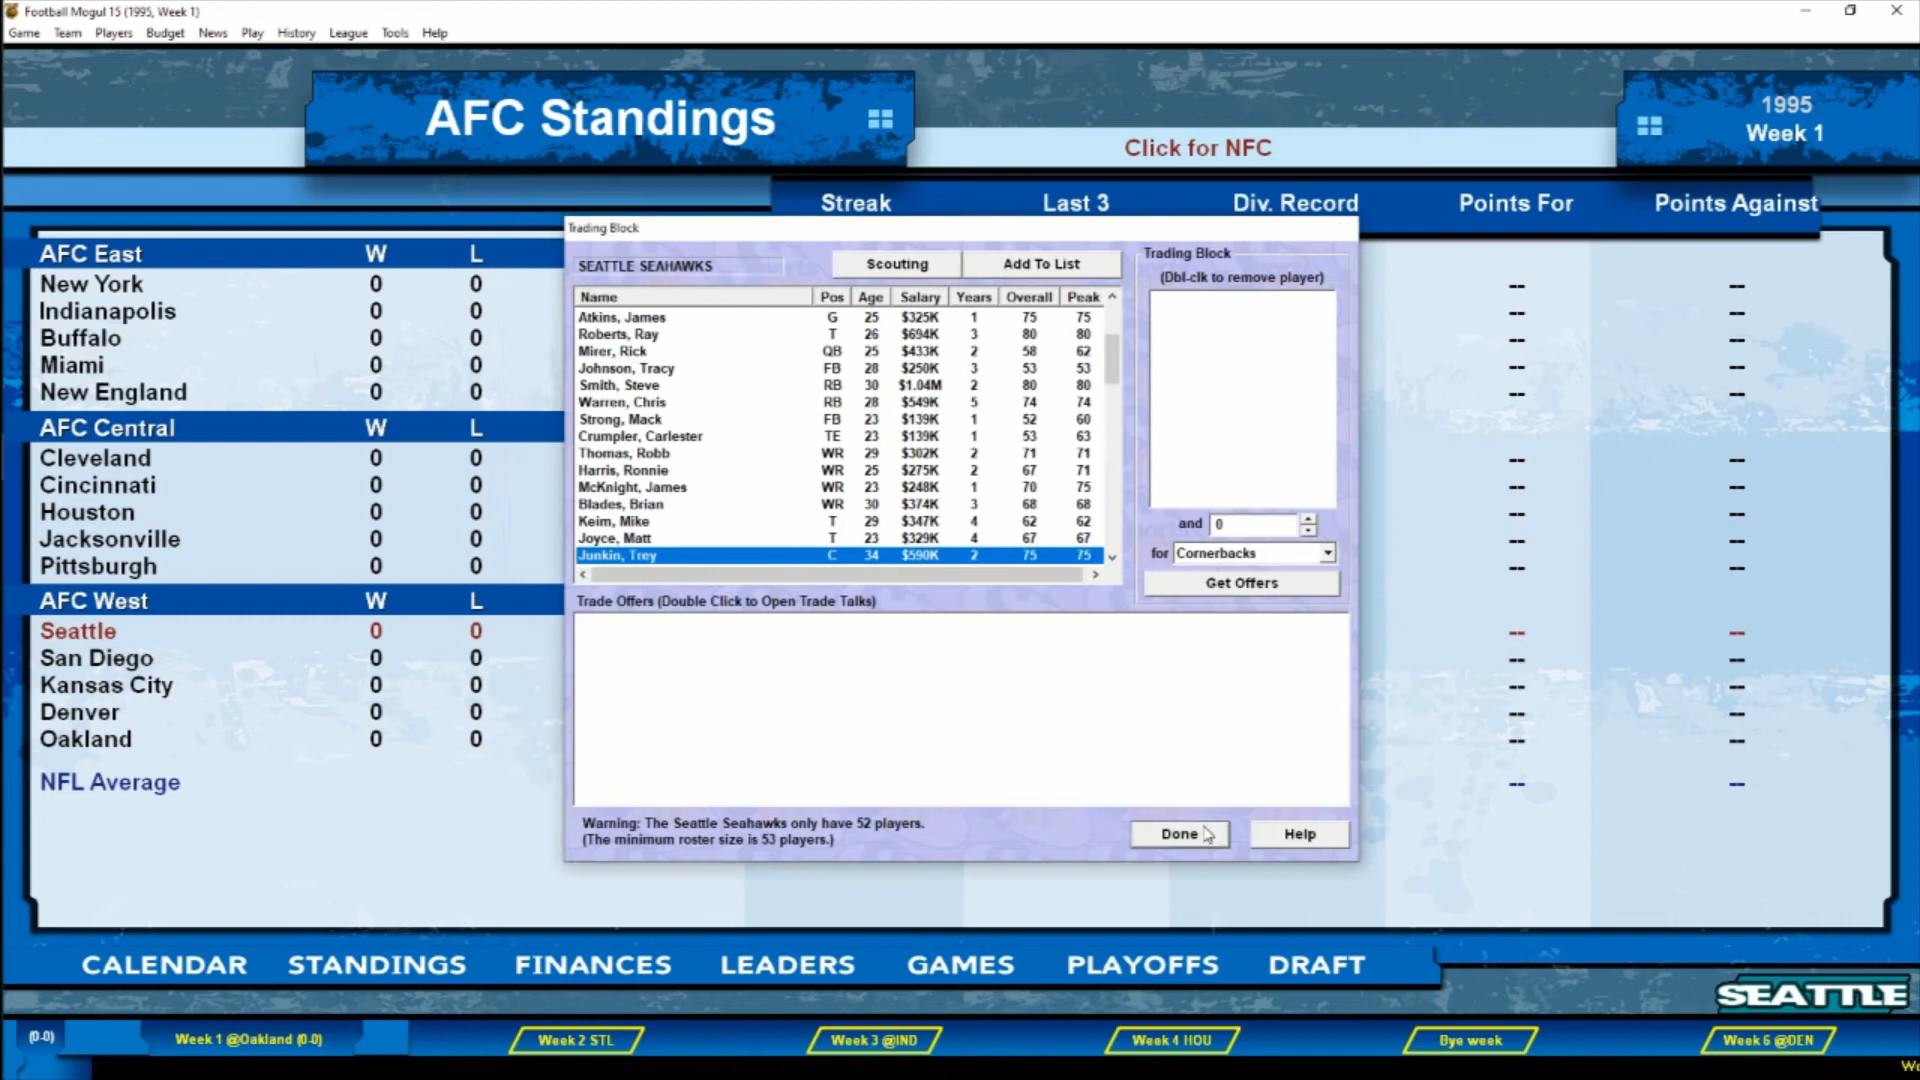 Football Mogul 15 (1995, Week 1)
Game Team Players Budget News Play History League Tools Help
AFC Standings
Click for NFC
1995
Week 1
Streak Last 3 Div. Record Points For Points Against
AFC East W L
New York 0 0 -- --
Indianapolis 0 0 -- --
Buffalo 0 0 -- --
Miami 0 0 -- --
New England 0 0 -- --
AFC Central W L
Cleveland 0 0 -- --
Cincinnati 0 0 -- --
Houston 0 0 -- --
Jacksonville 0 0 -- --
Pittsburgh 0 0 -- --
AFC West W L
Seattle 0 0 -- --
San Diego 0 0 -- --
Kansas City 0 0 -- --
Denver 0 0 -- --
Oakland 0 0 -- --
NFL Average -- --
Trading Block
SEATTLE SEAHAWKS Scouting Add To List
Name Pos Age Salary Years Overall Peak
Atkins, James G 25 $325K 1 75 75
Roberts, Ray T 26 $694K 3 80 80
Mirer, Rick QB 25 $433K 2 58 62
Johnson, Tracy FB 28 $250K 3 53 53
Smith, Steve RB 30 $1.04M 2 80 80
Warren, Chris RB 28 $549K 5 74 74
Strong, Mack FB 23 $139K 1 52 60
Crumpler, Carlester TE 23 $139K 1 53 63
Thomas, Robb WR 29 $302K 2 71 71
Harris, Ronnie WR 25 $275K 2 67 71
McKnight, James WR 23 $248K 1 70 75
Blades, Brian WR 30 $374K 3 68 68
Keim, Mike T 29 $347K 4 62 62
Joyce, Matt T 23 $329K 4 67 67
Junkin, Trey C 34 $590K 2 75 75
Trading Block
(Dbl-clk to remove player)
and 0
for Cornerbacks
Get Offers
Trade Offers (Double Click to Open Trade Talks)
Warning: The Seattle Seahawks only have 52 players.
(The minimum roster size is 53 players.)
Done Help
CALENDAR STANDINGS FINANCES LEADERS GAMES PLAYOFFS DRAFT
SEATTLE
(0-0) Week 1 @Oakland (0-0) Week 2 STL Week 3 @IND Week 4 HOU Bye week Week 6 @DEN